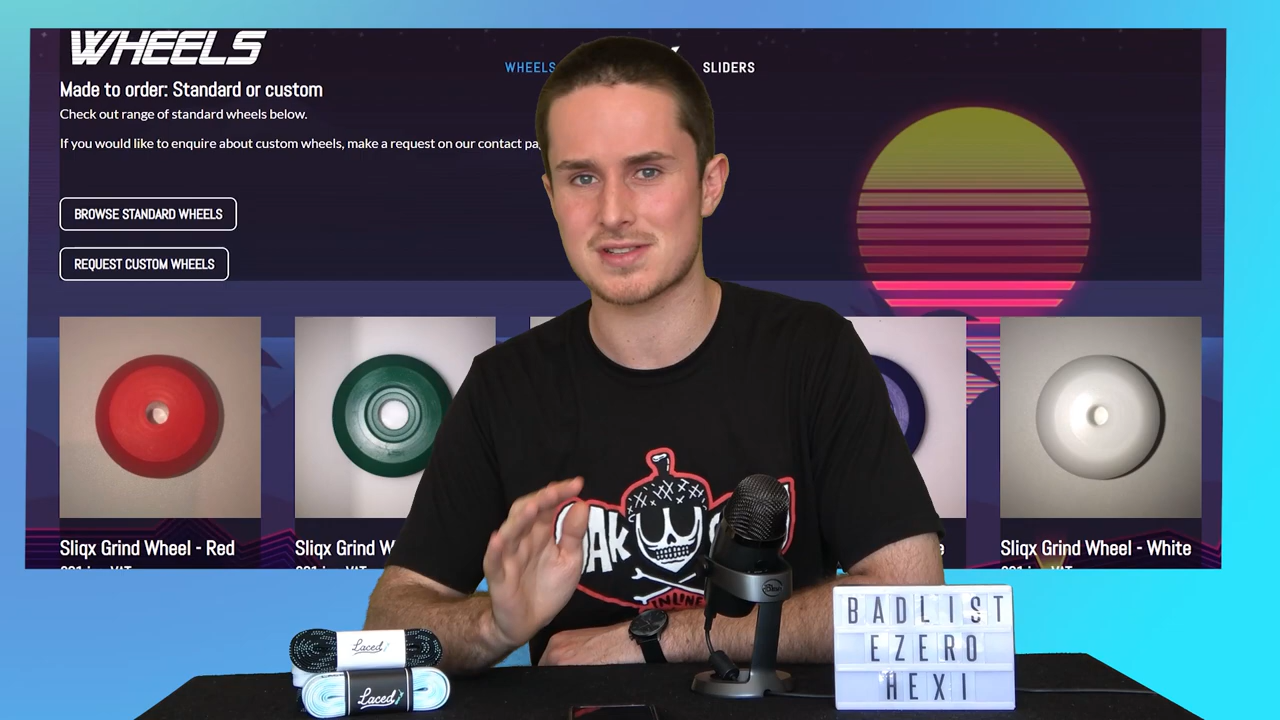 WHEELS
WHEELS
SLIDERS
Made to order: Standard or custom
Check out range of standard wheels below.
If you would like to enquire about custom wheels, make a request on our contact
BROWSE STANDARD WHEELS
REQUEST CUSTOM WHEELS
Sliqx Grind Wheel - Red
Sliqx Grind
Sliqx Grind Wheel - White
OAK
INLINE
Laced
Laced
BADLIST
EZERO
HEXI